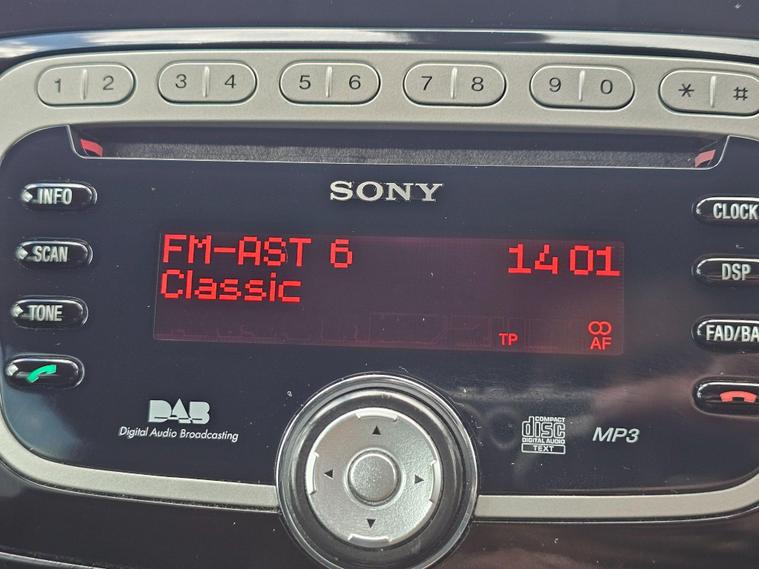 1 2 3 4 5 6 7 8 9 0 * #
SONY
INFO
CLOCK
FM-AST 6 14 01
SCAN
Classic
DSP
TONE
TP AF
FAD/BA
DAB
Digital Audio Broadcasting
COMPACT
disc
DIGITAL AUDIO
TEXT
MP3